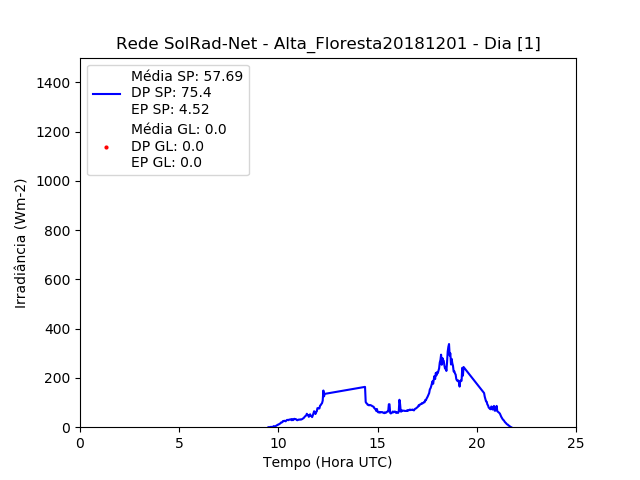 Rede SolRad-Net - Alta_Floresta20181201 - Dia [1]
Média SP: 57.69
DP SP: 75.4
EP SP: 4.52
Média GL: 0.0
DP GL: 0.0
EP GL: 0.0
1400
1200
1000
800
600
400
200
0
Irradiância (Wm-2)
0 5 10 15 20 25
Tempo (Hora UTC)